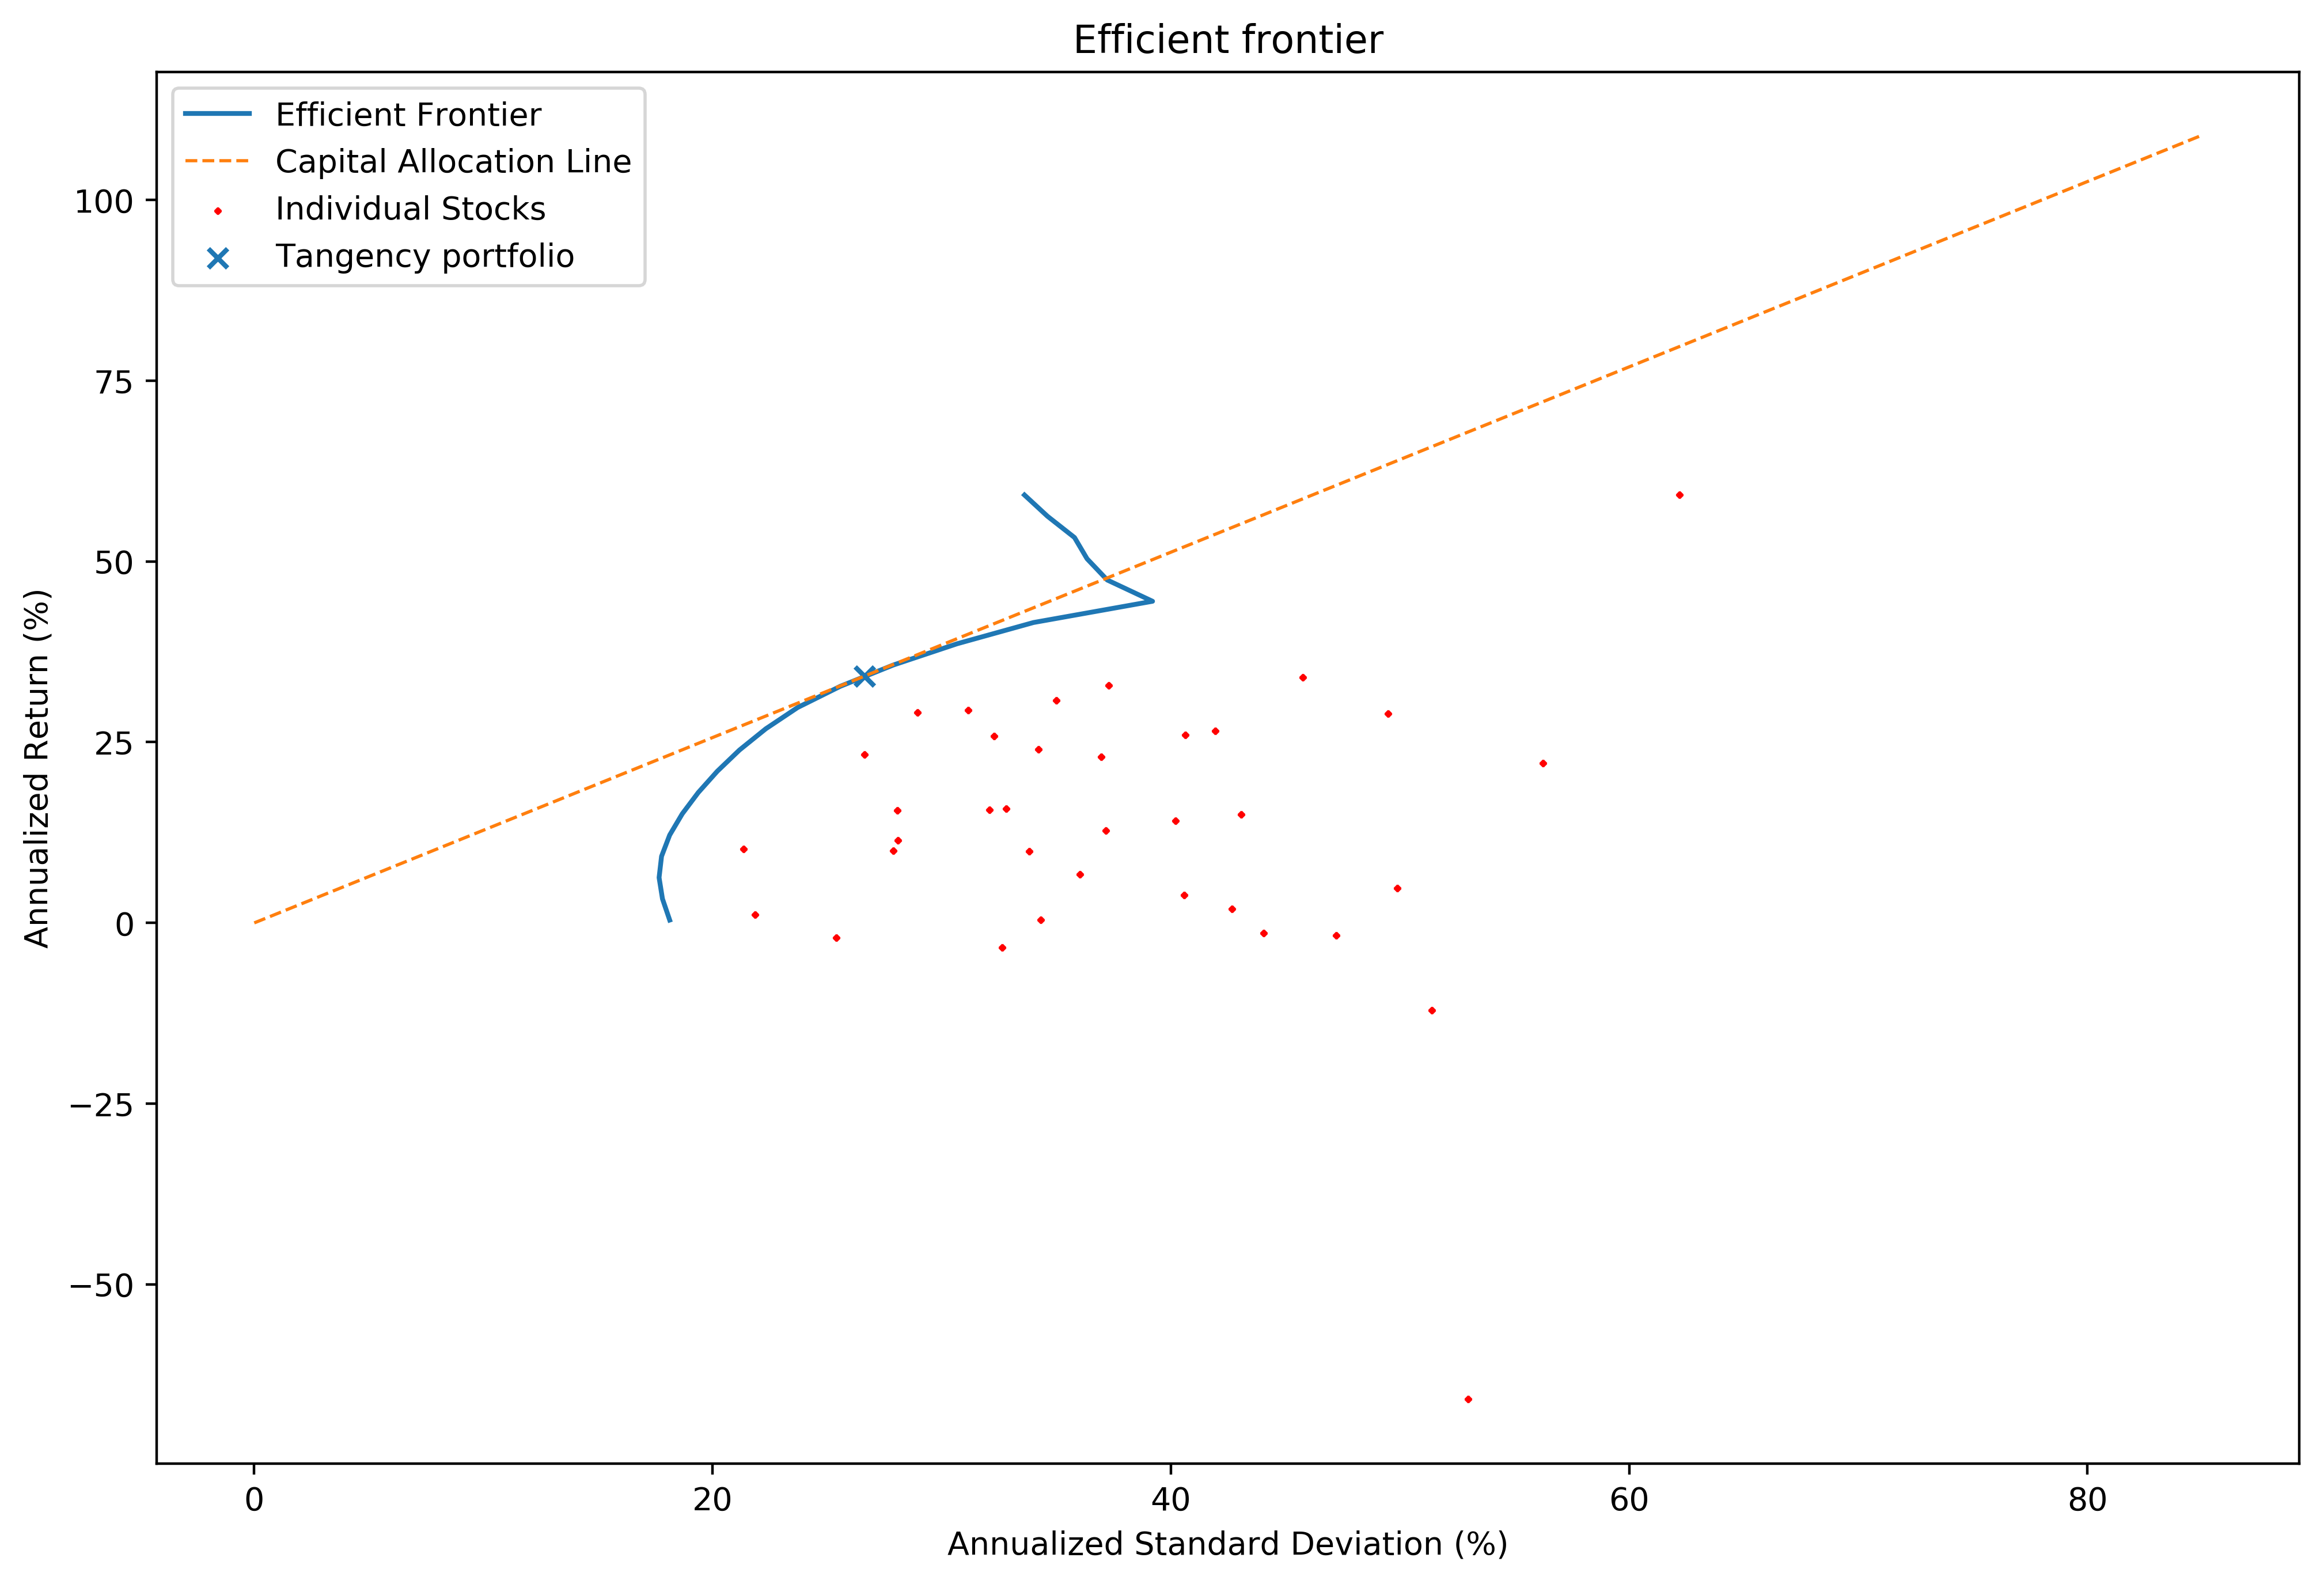 Efficient frontier
Efficient Frontier
Capital Allocation Line
Individual Stocks
Tangency portfolio
100
75
50
25
0
−25
−50
Annualized Return (%)
0 20 40 60 80
Annualized Standard Deviation (%)